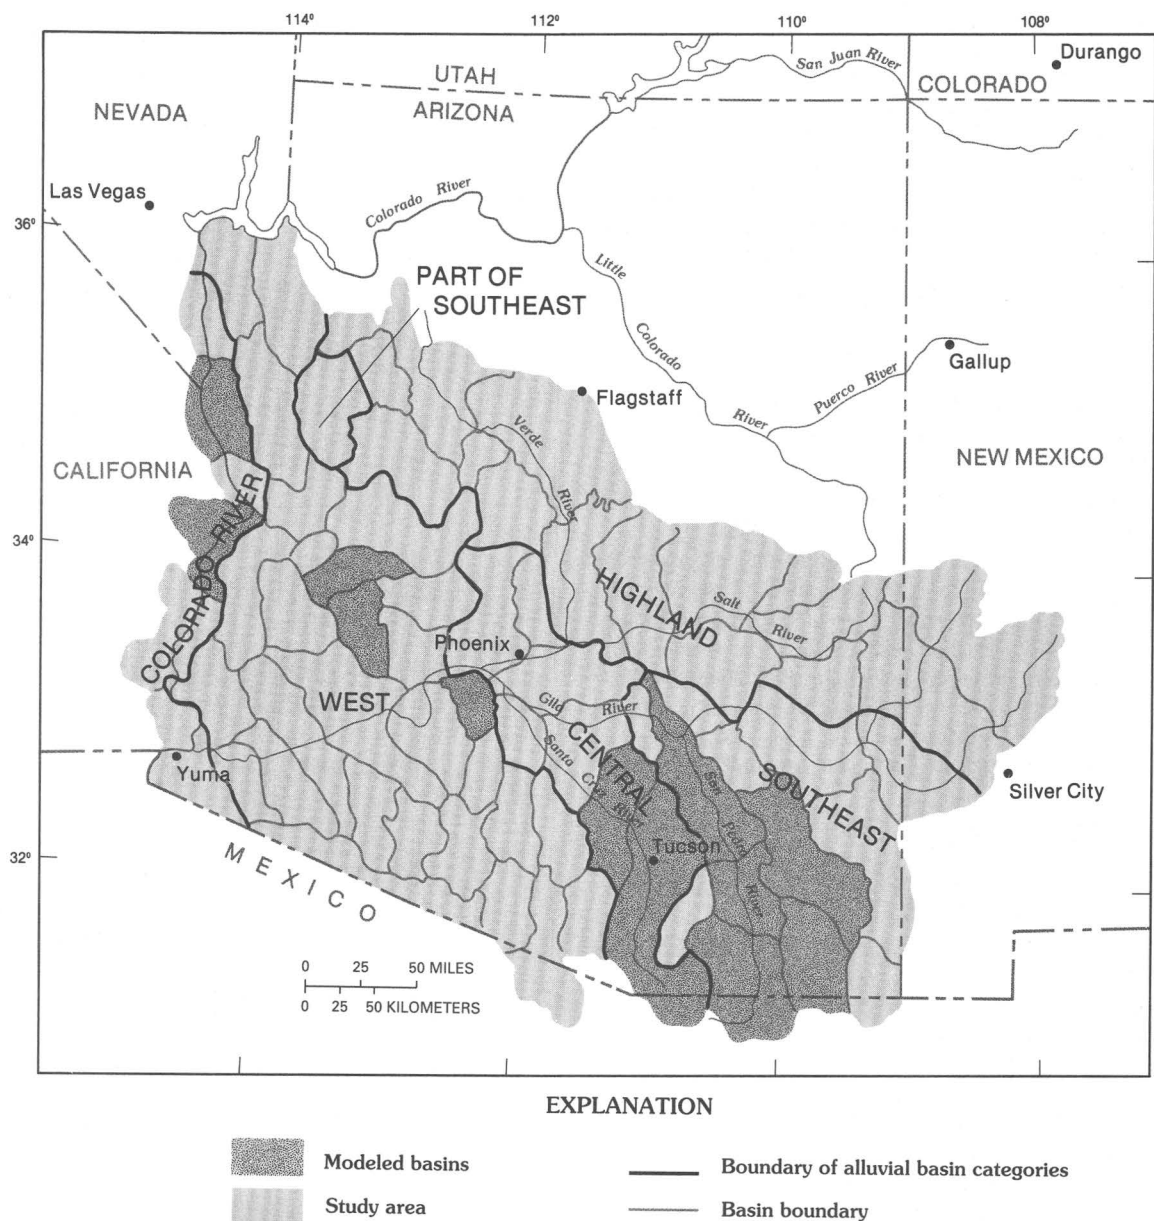 114° 112° 110° 108°
Durango
San Juan River
UTAH
COLORADO
ARIZONA
NEVADA
Las Vegas
Colorado River
36°
Little
PART OF
SOUTHEAST
Colorado
Gallup
Puerco River
Flagstaff
River
Verde
NEW MEXICO
CALIFORNIA
River
34°
COLORADO RIVER
HIGHLAND
Salt
River
Phoenix
WEST
Gila River
CENTRAL
Santa Cruz River
San Pedro River
SOUTHEAST
Yuma
Silver City
Tucson
32°
MEXICO
0 25 50 MILES
0 25 50 KILOMETERS
EXPLANATION
Modeled basins
Boundary of alluvial basin categories
Study area
Basin boundary